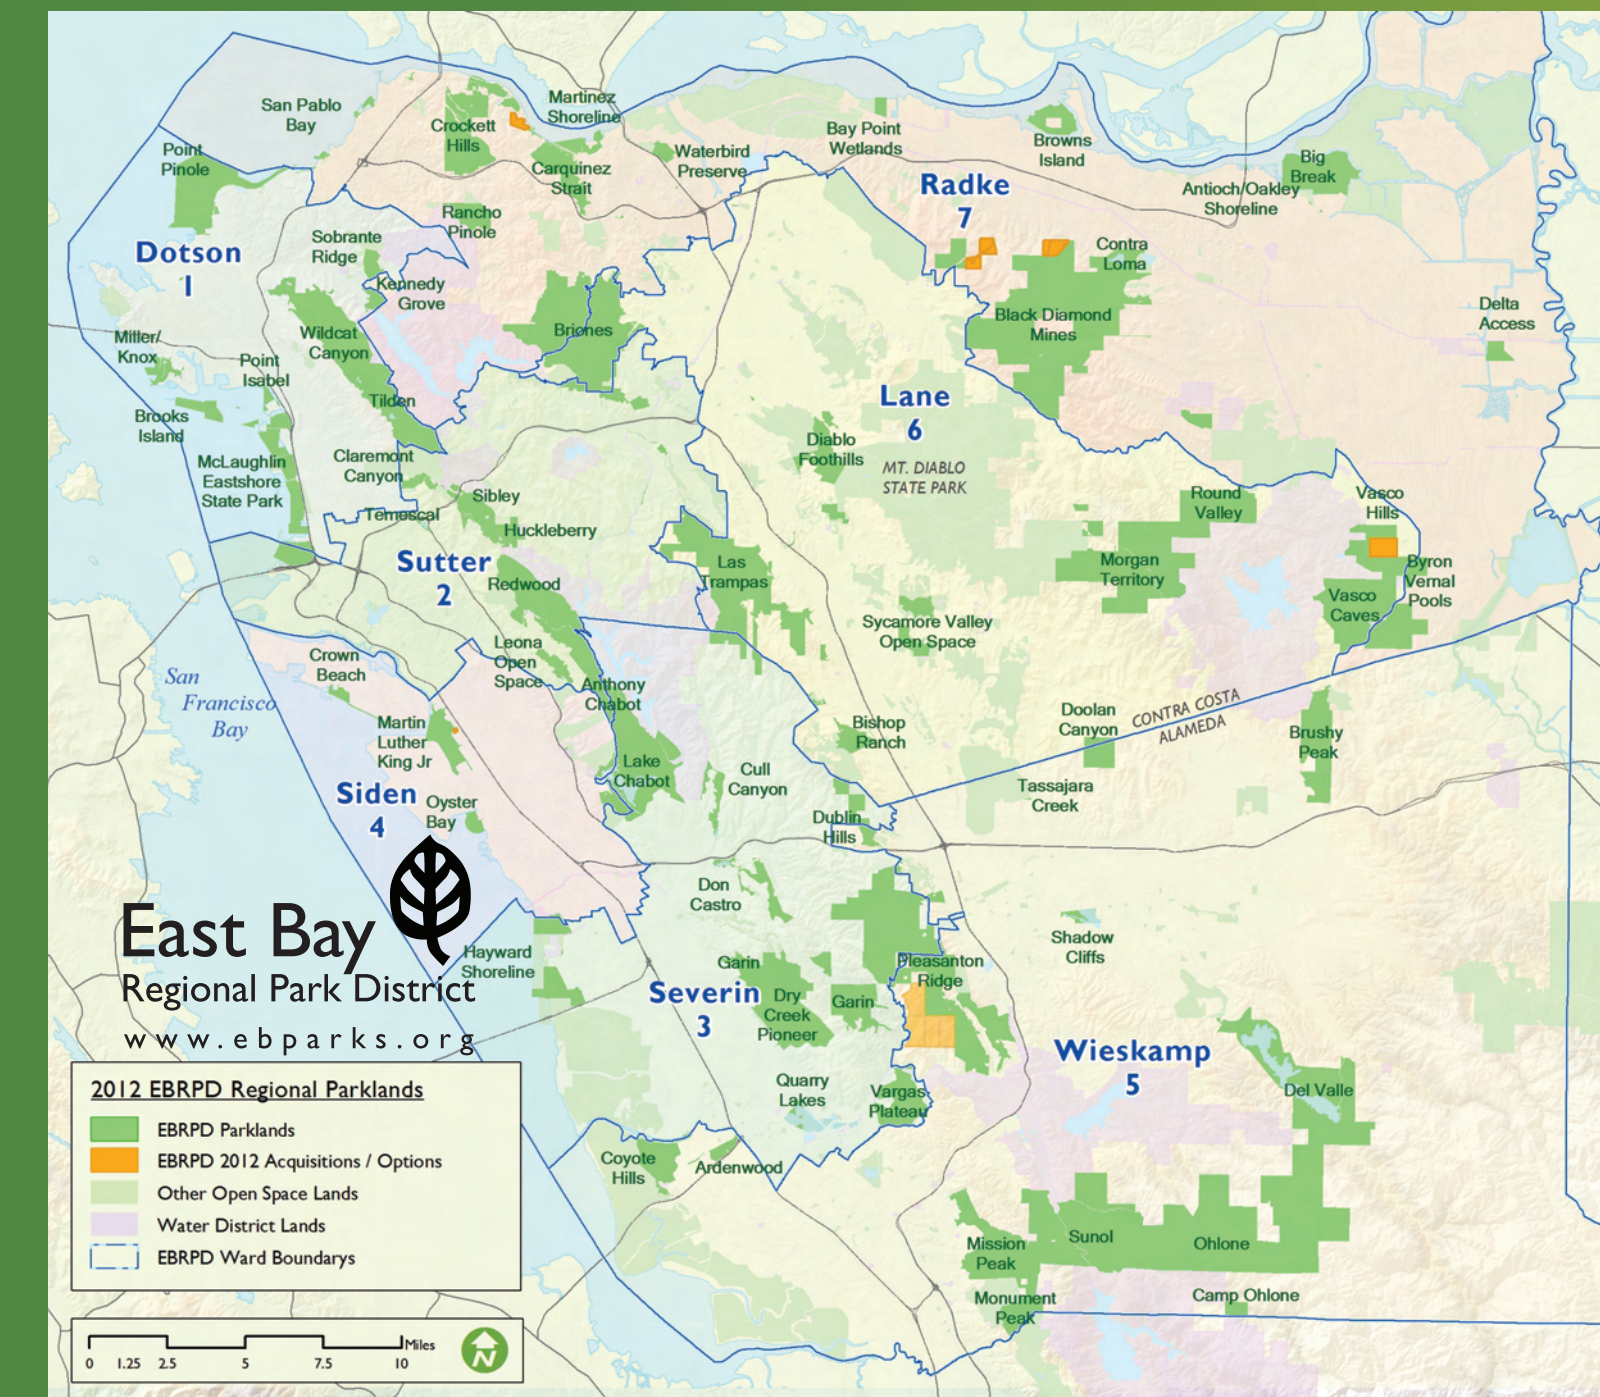 San Pablo
Bay
Crockett
Hills
Martinez
Shoreline
Carquinez
Strait
Waterbird
Preserve
Bay Point
Wetlands
Browns
Island
Big
Break
Antioch/Oakley
Shoreline
Point
Pinole
Radke
7
Rancho
Pinole
Sobrante
Ridge
Dotson
1
Kennedy
Grove
Contra
Loma
Black Diamond
Mines
Delta
Access
Briones
Wildcat
Canyon
Miller/
Knox
Point
Isabel
Tilden
Brooks
Island
Lane
6
Diablo
Foothills
MT. DIABLO
STATE PARK
McLaughlin
Eastshore
State Park
Claremont
Canyon
Sibley
Temescal
Huckleberry
Round
Valley
Vasco
Hills
Sutter
2
Redwood
Las
Trampas
Morgan
Territory
Byron
Vernal
Pools
Vasco
Caves
Sycamore Valley
Open Space
Leona
Open
Space
Crown
Beach
Anthony
Chabot
San
Francisco
Bay
Martin
Luther
King Jr
Bishop
Ranch
Doolan
Canyon
CONTRA COSTA
ALAMEDA
Brushy
Peak
Lake
Chabot
Cull
Canyon
Tassajara
Creek
Siden
4
Oyster
Bay
Dublin
Hills
Don
Castro
East Bay
Regional Park District
www.ebparks.org
Hayward
Shoreline
Shadow
Cliffs
Pleasanton
Ridge
Garin
Severin
3
Dry
Creek
Pioneer
Garin
Wieskamp
5
Quarry
Lakes
Vargas
Plateau
Del Valle
Coyote
Hills
Ardenwood
Mission
Peak
Sunol
Ohlone
Monument
Peak
Camp Ohlone
2012 EBRPD Regional Parklands
EBRPD Parklands
EBRPD 2012 Acquisitions / Options
Other Open Space Lands
Water District Lands
EBRPD Ward Boundarys
Miles
0 1.25 2.5 5 7.5 10
N